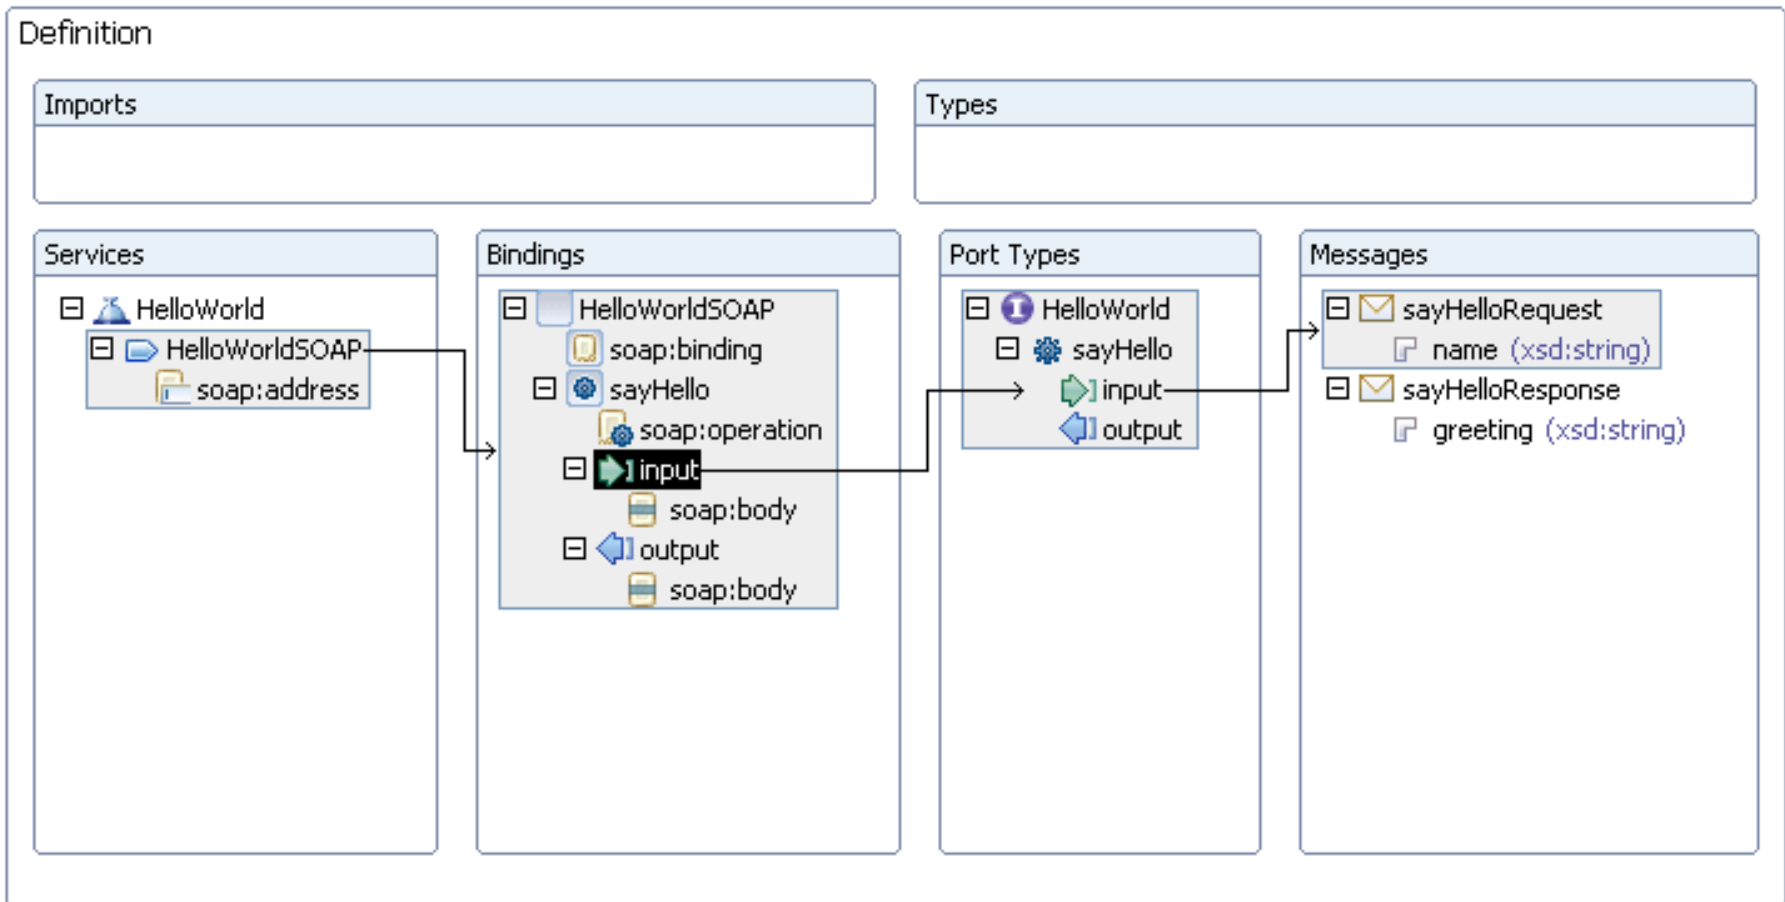 Definition
Imports
Types
Services
HelloWorld
HelloWorldSOAP
soap:address
Bindings
HelloWorldSOAP
soap:binding
sayHello
soap:operation
input
soap:body
output
soap:body
Port Types
HelloWorld
sayHello
input
output
Messages
sayHelloRequest
name (xsd:string)
sayHelloResponse
greeting (xsd:string)